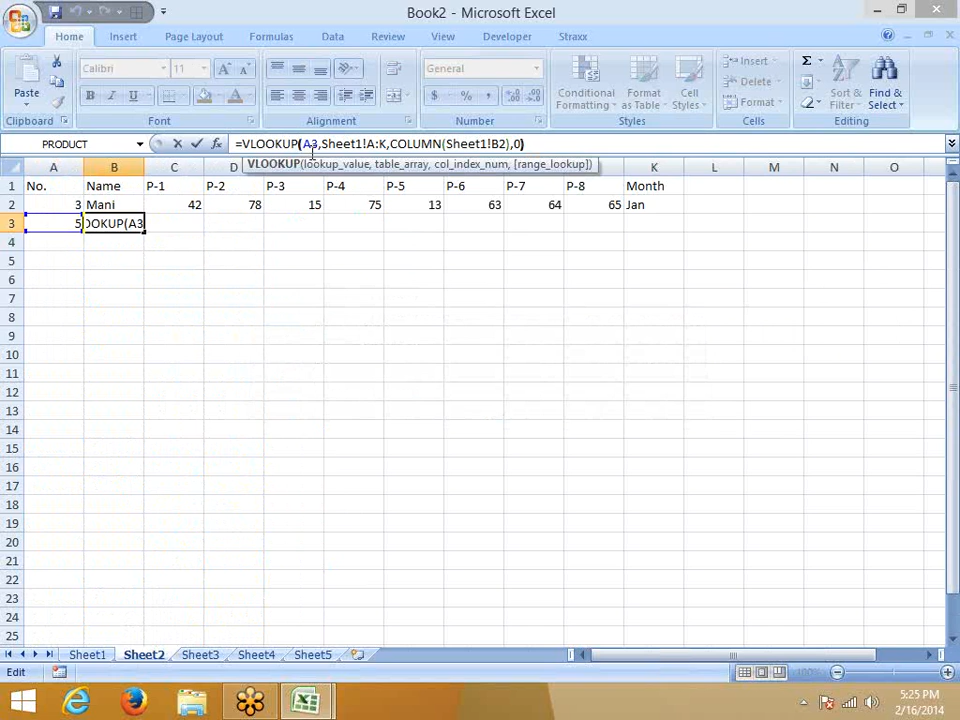 Book2 - Microsoft Excel
Home Insert Page Layout Formulas Data Review View Developer Straxx
Paste
Calibri 11 A A
B I U A
General
$ % ,
Conditional Formatting
Format as Table
Cell Styles
Insert
Delete
Format
Σ
Sort & Filter
Find & Select
Clipboard Font Alignment Number Styles Cells Editing
PRODUCT fx =VLOOKUP(A3,Sheet1!A:K,COLUMN(Sheet1!B2),0)
VLOOKUP(lookup_value, table_array, col_index_num, [range_lookup])
A B C D E F G H I J K L M N O
1 No. Name P-1 P-2 P-3 P-4 P-5 P-6 P-7 P-8 Month
2 3 Mani 42 78 15 75 13 63 64 65 Jan
3 5 OOKUP(A3
4
5
6
7
8
9
10
11
12
13
14
15
16
17
18
19
20
21
22
23
24
25
Sheet1 Sheet2 Sheet3 Sheet4 Sheet5
Edit 100%
5:25 PM
2/16/2014